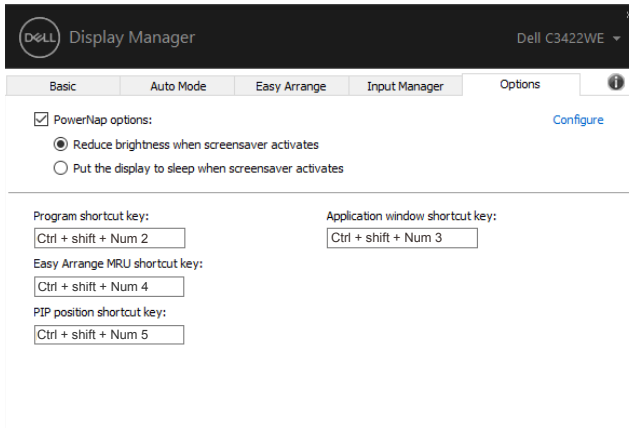 DELL Display Manager
Dell C3422WE
Basic Auto Mode Easy Arrange Input Manager Options
PowerNap options:
Configure
Reduce brightness when screensaver activates
Put the display to sleep when screensaver activates
Program shortcut key:
Application window shortcut key:
Ctrl + shift + Num 2
Ctrl + shift + Num 3
Easy Arrange MRU shortcut key:
Ctrl + shift + Num 4
PIP position shortcut key:
Ctrl + shift + Num 5